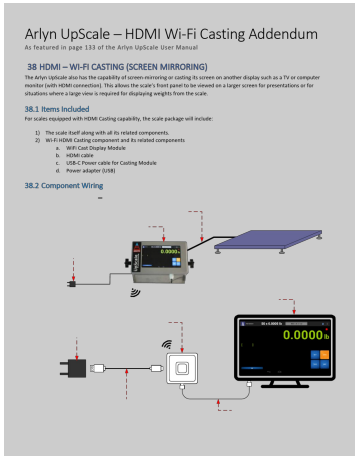 Arlyn UpScale – HDMI Wi-Fi Casting Addendum
As featured in page 133 of the Arlyn UpScale User Manual
38 HDMI – WI-FI CASTING (SCREEN MIRRORING)
The Arlyn UpScale also has the capability of screen-mirroring or casting its screen on another display such as a TV or computer
monitor (with HDMI connection). This allows the scale's front panel to be viewed on a larger screen for presentations or for
situations where a large view is required for displaying weights from the scale.
38.1 Items Included
For scales equipped with HDMI Casting capability, the scale package will include:
1) The scale itself along with all its related components.
2) Wi-Fi HDMI Casting component and its related components
a. WiFi Cast Display Module
b. HDMI cable
c. USB-C Power cable for Casting Module
d. Power adapter (USB)
38.2 Component Wiring
UpScale
0.0000
50 x 0.0000 lb
0.0000 lb